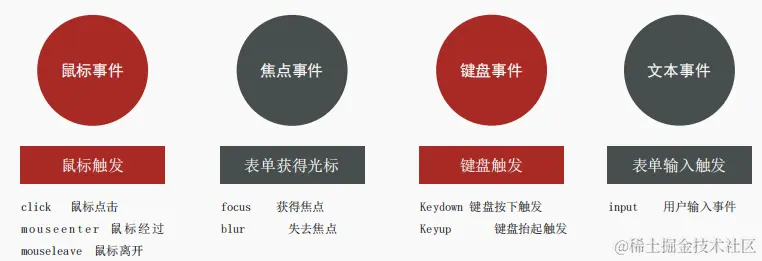 鼠标事件
焦点事件
键盘事件
文本事件
鼠标触发
表单获得光标
键盘触发
表单输入触发
click 鼠标点击
mouseenter 鼠标经过
mouseleave 鼠标离开
focus 获得焦点
blur 失去焦点
Keydown 键盘按下触发
Keyup 键盘抬起触发
input 用户输入事件
@稀土掘金技术社区